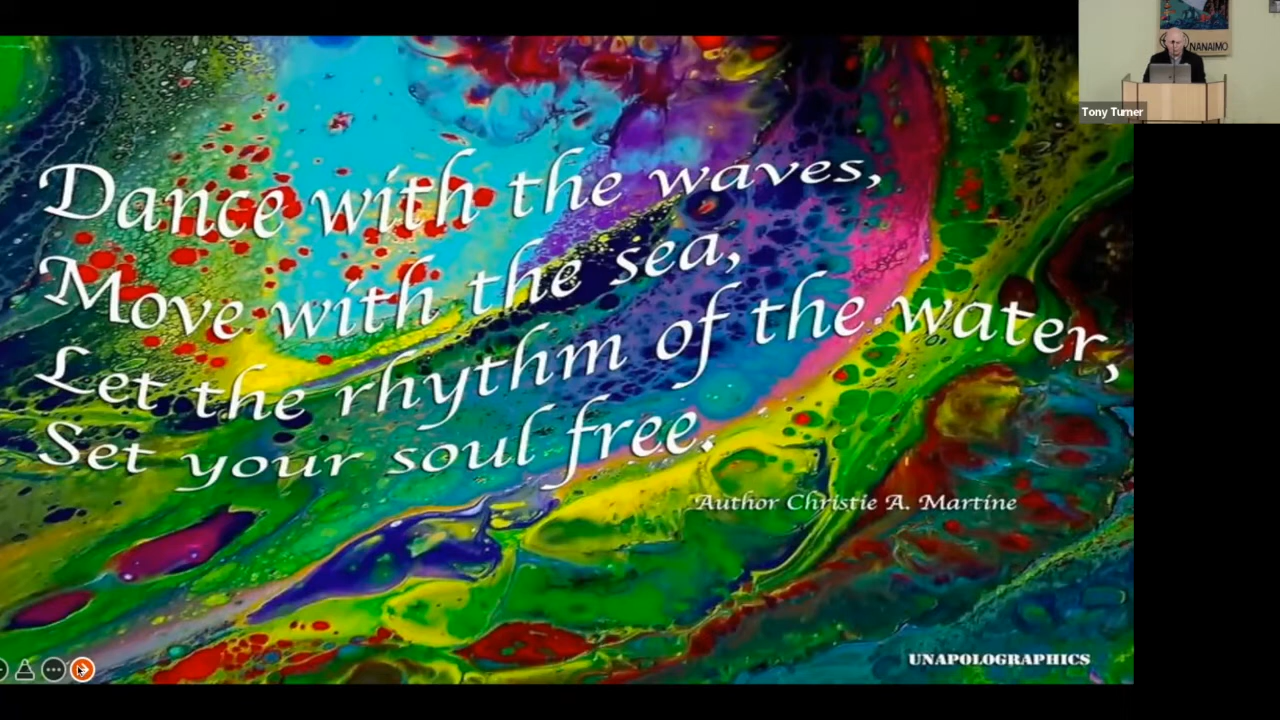 Dance with the waves,
Move with the sea,
Let the rhythm of the water,
Set your soul free.
Author Christie A. Martine
UNAPOLOGRAPHICS
NANAIMO
Tony Turner